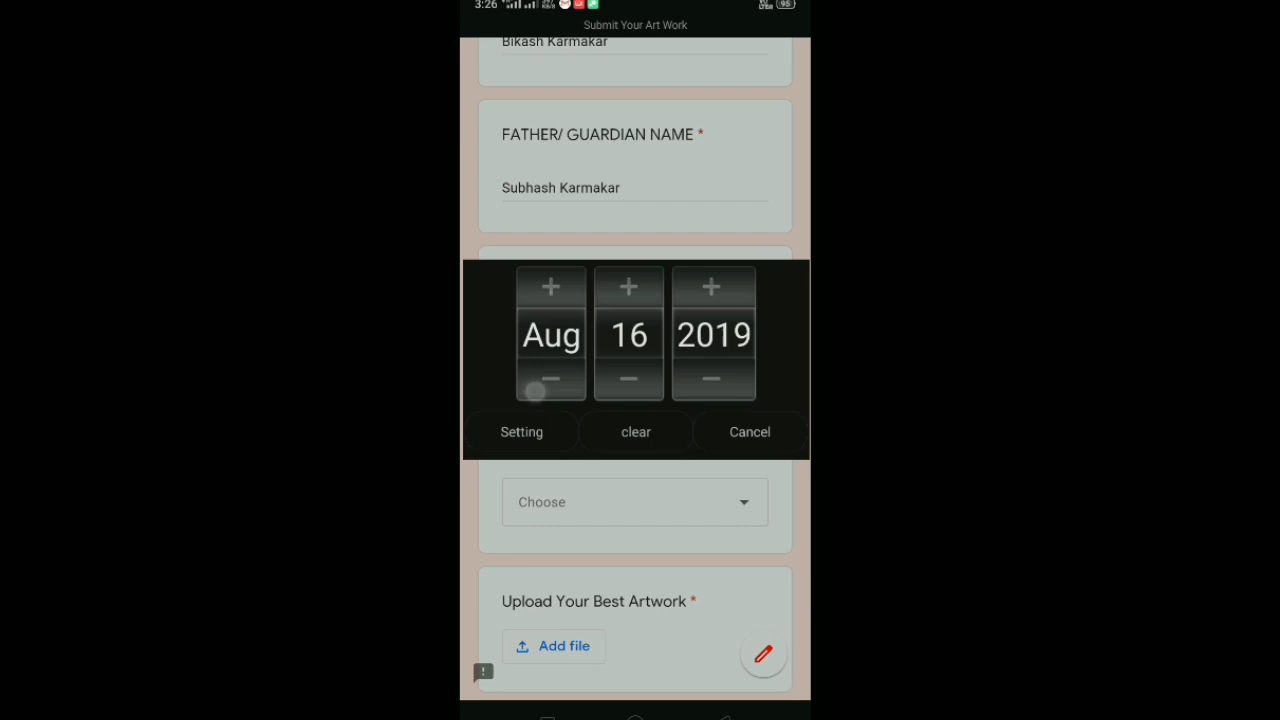 3:26
95
Submit Your Art Work
Bikash Karmakar
FATHER/ GUARDIAN NAME *
Subhash Karmakar
+ + +
Aug 16 2019
− − −
Setting clear Cancel
Choose
Upload Your Best Artwork *
Add file
!